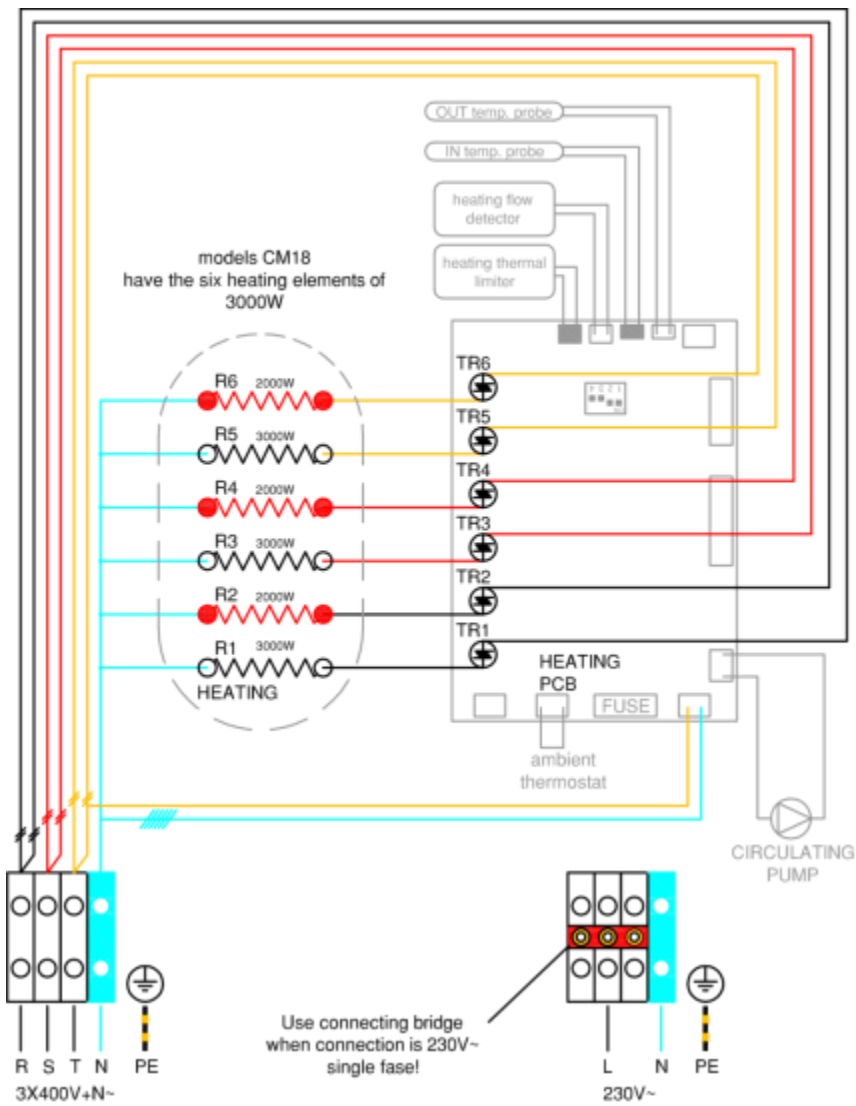 OUT temp. probe
IN temp. probe
heating flow
detector
heating thermal
limiter
models CM18
have the six heating elements of
3000W
R6 2000W
R5 3000W
R4 2000W
R3 3000W
R2 2000W
R1 3000W
HEATING
TR6
TR5
TR4
TR3
TR2
TR1
HEATING
PCB
FUSE
ambient
thermostat
CIRCULATING
PUMP
Use connecting bridge
when connection is 230V~
single fase!
R S T N PE
3X400V+N~
L N PE
230V~